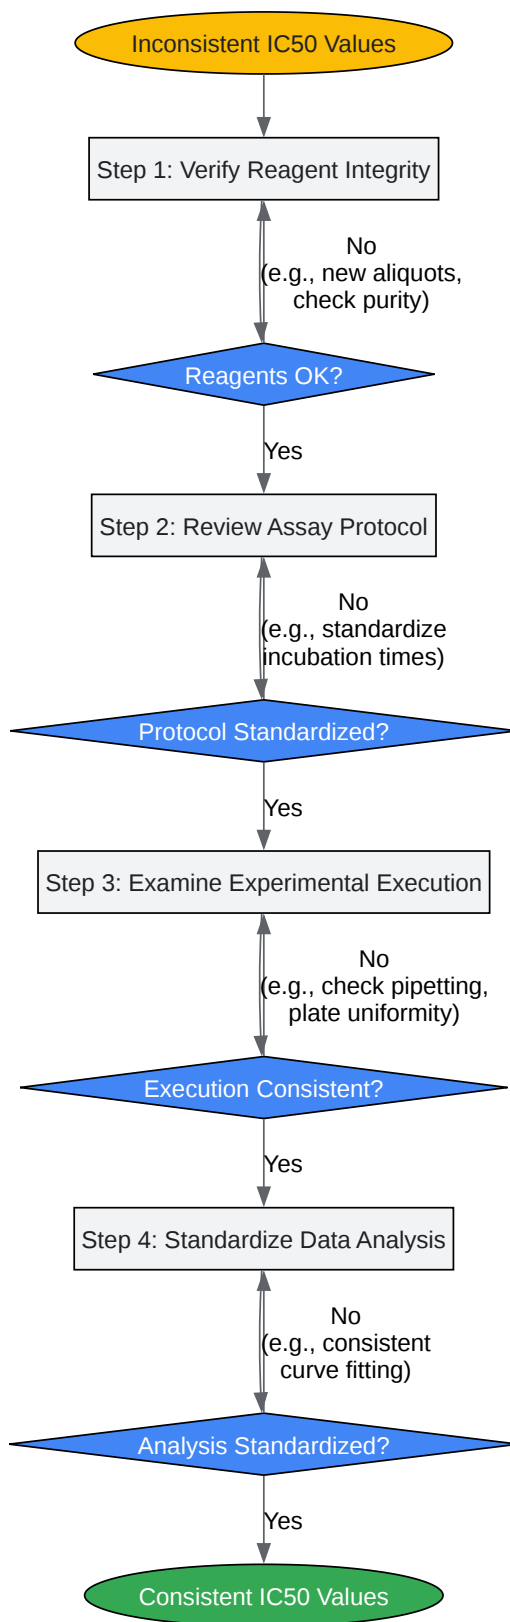 Inconsistent IC50 Values
Step 1: Verify Reagent Integrity
No
(e.g., new aliquots,
check purity)
Reagents OK?
Yes
Step 2: Review Assay Protocol
No
(e.g., standardize
incubation times)
Protocol Standardized?
Yes
Step 3: Examine Experimental Execution
No
(e.g., check pipetting,
plate uniformity)
Execution Consistent?
Yes
Step 4: Standardize Data Analysis
No
(e.g., consistent
curve fitting)
Analysis Standardized?
Yes
Consistent IC50 Values